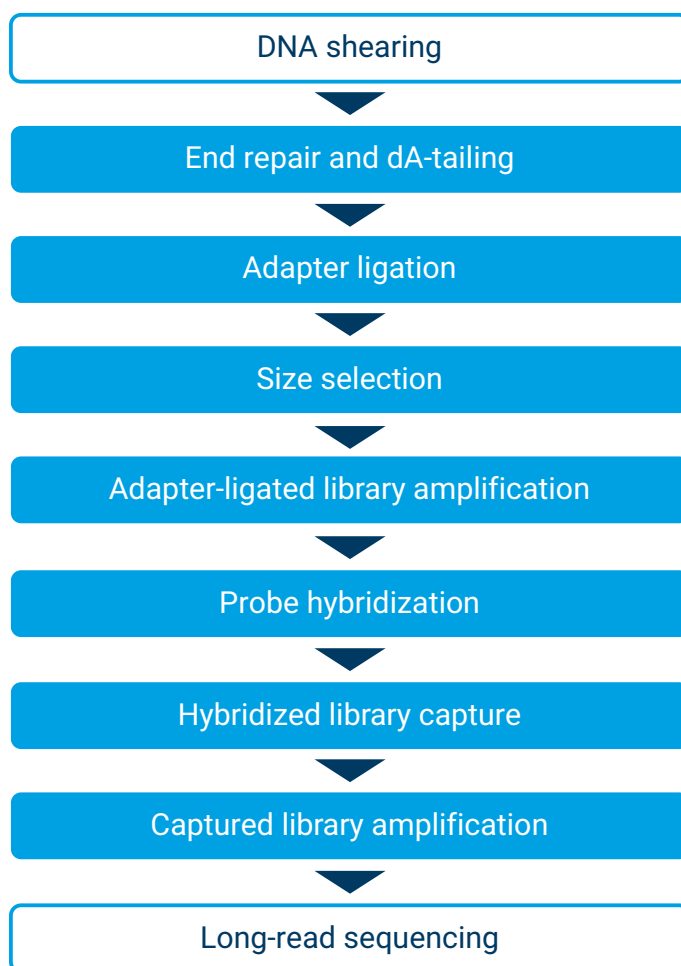 DNA shearing
End repair and dA-tailing
Adapter ligation
Size selection
Adapter-ligated library amplification
Probe hybridization
Hybridized library capture
Captured library amplification
Long-read sequencing